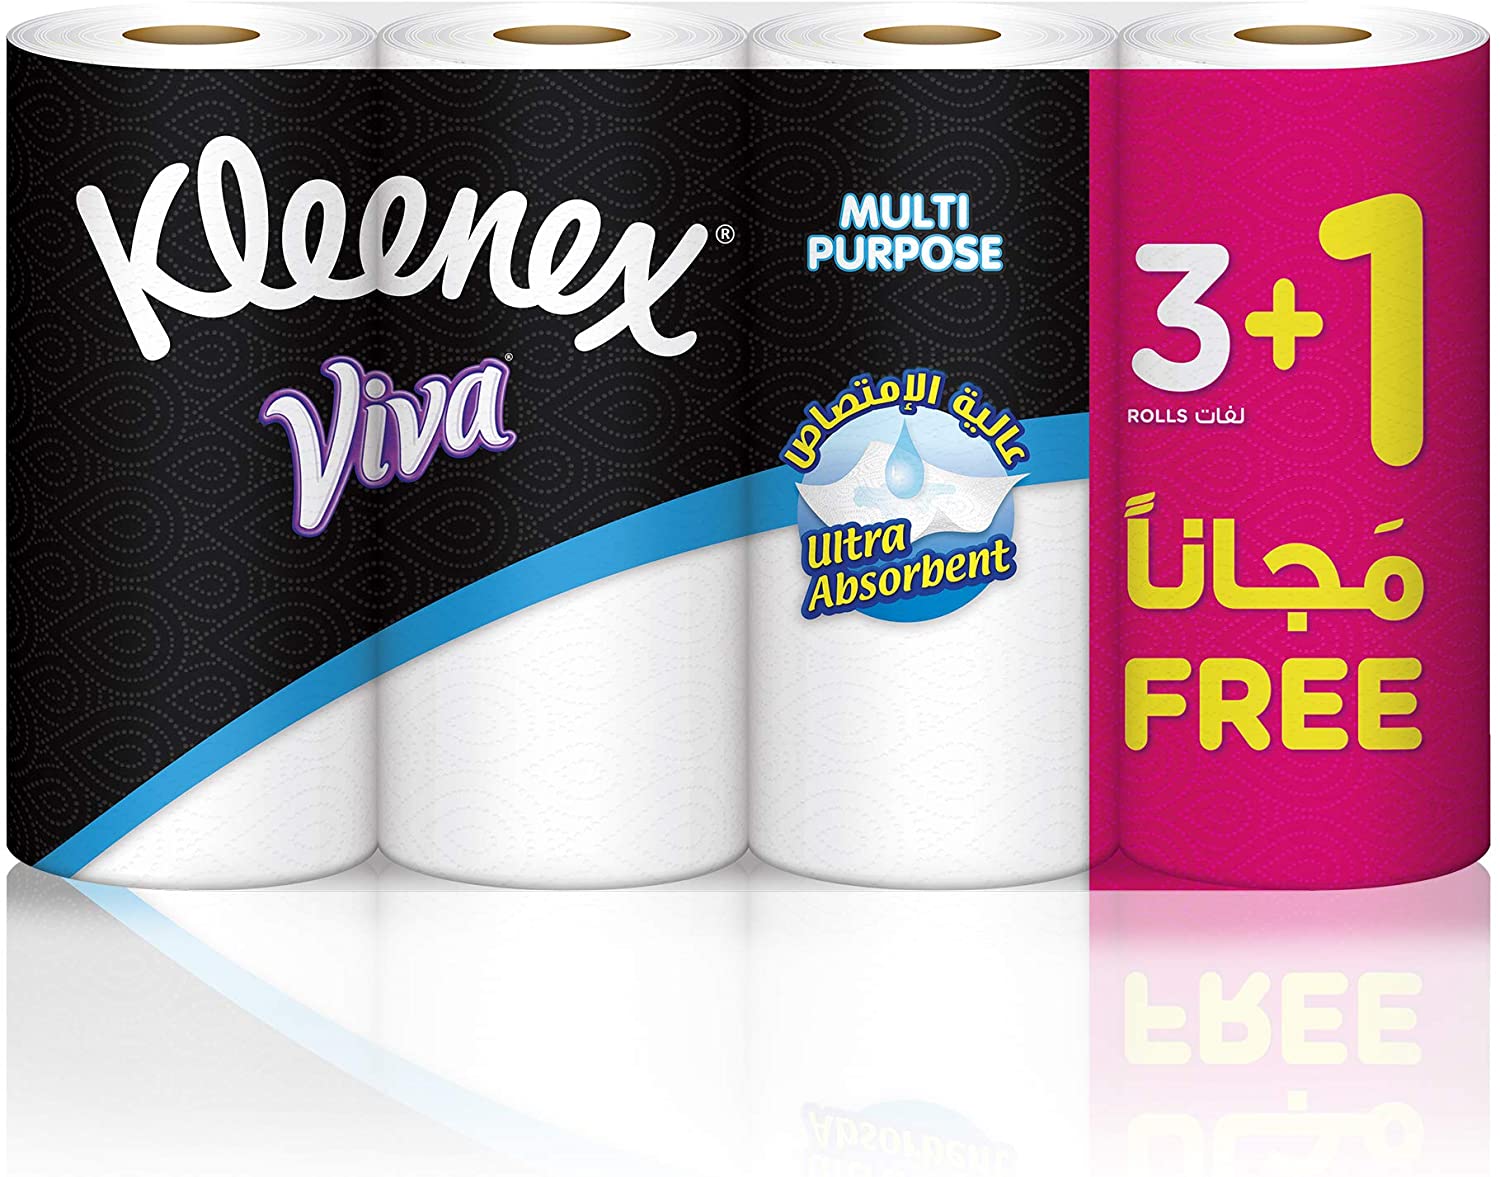 Kleenex®
Viva®
MULTI
PURPOSE
عالية الإمتصاص
Ultra
Absorbent
3+1
ROLLS لفات
مَجاناً
FREE